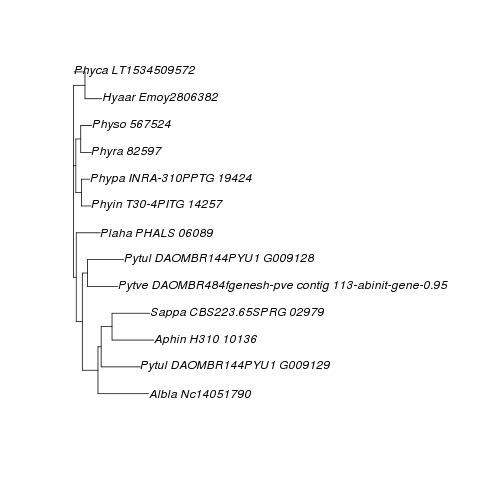 Phyca LT1534509572
Hyaar Emoy2806382
Physo 567524
Phyra 82597
Phypa INRA-310PPTG 19424
Phyin T30-4PITG 14257
Plaha PHALS 06089
Pytul DAOMBR144PYU1 G009128
Pytve DAOMBR484fgenesh-pve contig 113-abinit-gene-0.95
Sappa CBS223.65SPRG 02979
Aphin H310 10136
Pytul DAOMBR144PYU1 G009129
Albla Nc14051790